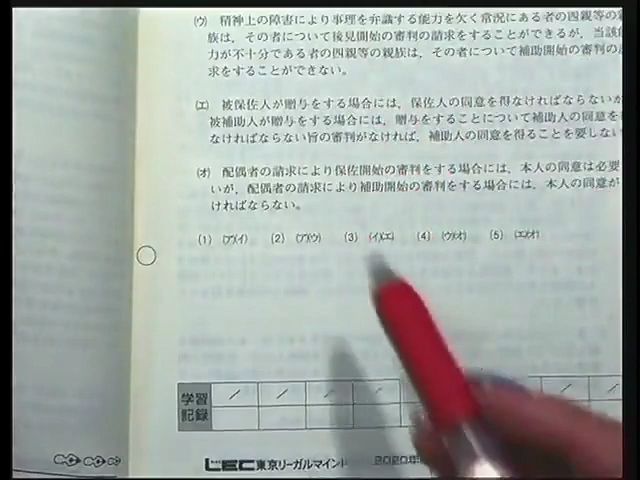 (ウ) 精神上の障害により事理を弁識する能力を欠く常況にある者の四親等の
族は，その者について後見開始の審判の請求をすることができるが，当該
力が不十分である者の四親等の親族は，その者について補助開始の審判の
求をすることができない。
(エ) 被保佐人が贈与をする場合には，保佐人の同意を得なければならない
被補助人が贈与をする場合には，贈与をすることについて補助人の同意を
なければならない旨の審判がなければ，補助人の同意を得ることを要しない
(オ) 配偶者の請求により保佐開始の審判をする場合には，本人の同意は必要
いが，配偶者の請求により補助開始の審判をする場合には，本人の同意が
ければならない。
(1) (ア)(イ) (2) (ア)(ウ) (3) (イ)(エ) (4) (ウ)(オ) (5) (エ)(オ)
学習
記録
LEC東京リーガルマインド 2020年